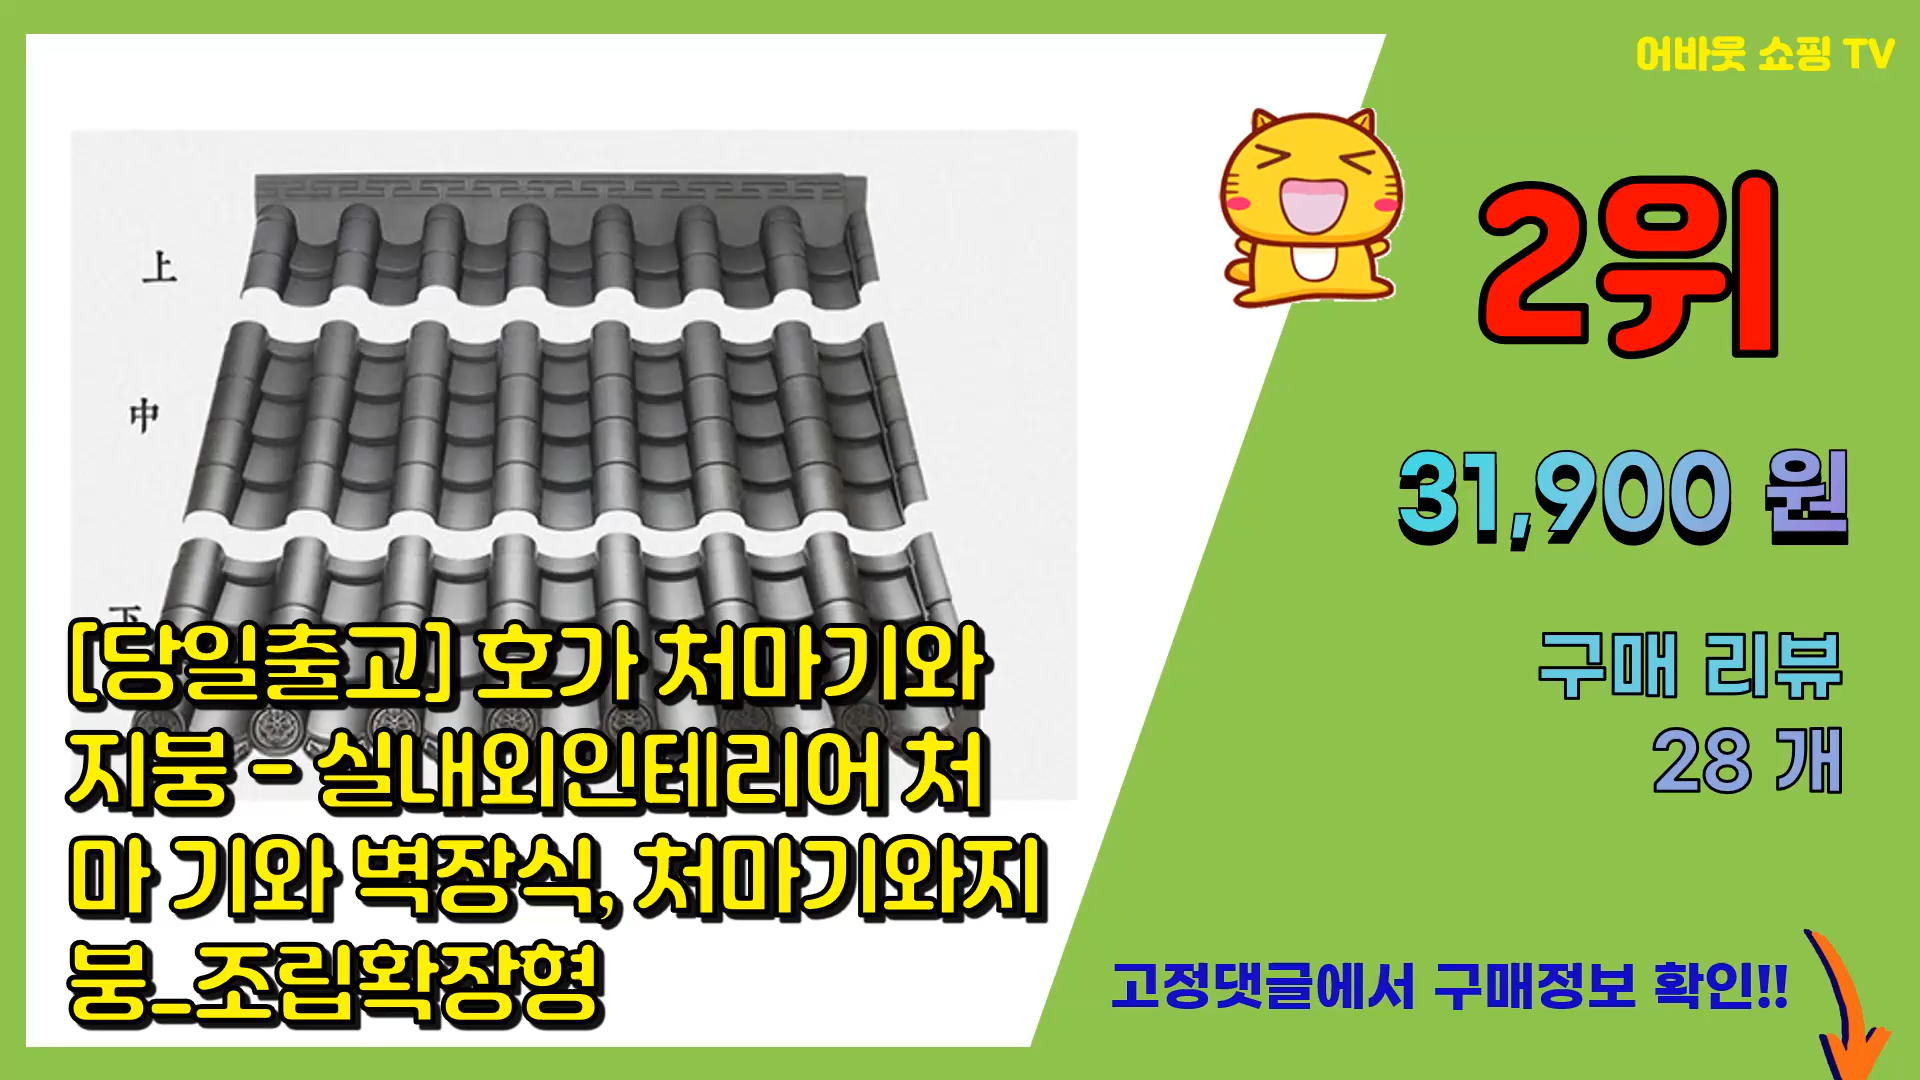 어바웃 쇼핑 TV
2위
上
中
下
31,900 원
구매 리뷰
28 개
[당일출고] 호가 처마기와
지붕 - 실내외인테리어 처
마 기와 벽장식, 처마기와지
붕_조립확장형
고정댓글에서 구매정보 확인!!